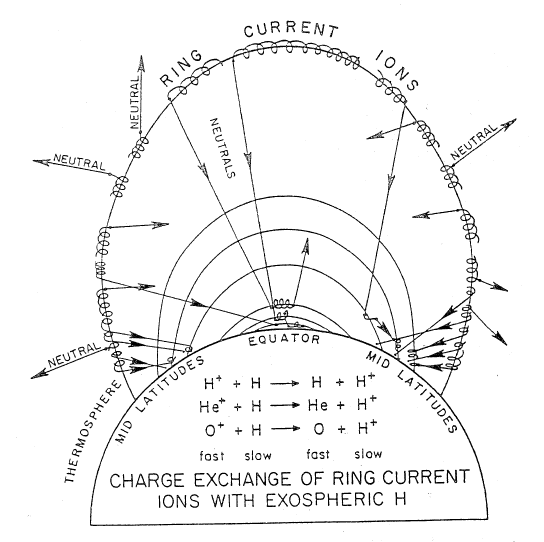 RING CURRENT IONS
NEUTRAL
NEUTRAL
NEUTRALS
NEUTRAL
NEUTRAL
EQUATOR
MID LATITUDES
MID LATITUDES
THERMOSPHERE
H⁺ + H → H + H⁺
He⁺ + H → He + H⁺
O⁺ + H → O + H⁺
fast slow fast slow
CHARGE EXCHANGE OF RING CURRENT
IONS WITH EXOSPHERIC H